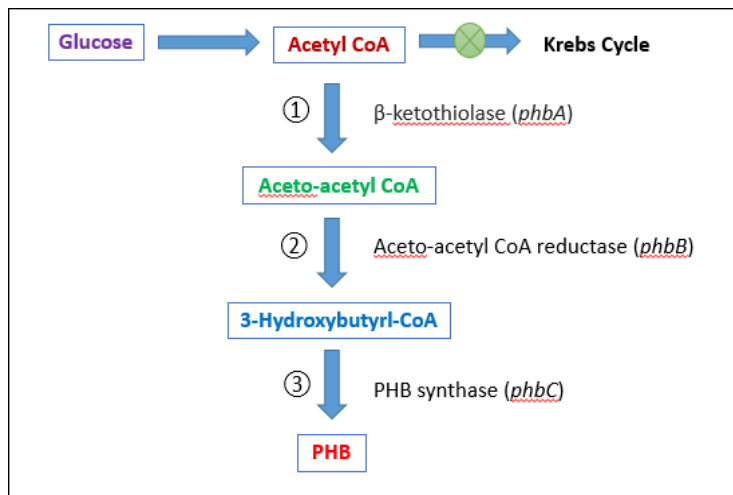 Glucose
Acetyl CoA
Krebs Cycle
①
β-ketothiolase (phbA)
Aceto-acetyl CoA
②
Aceto-acetyl CoA reductase (phbB)
3-Hydroxybutyrl-CoA
③
PHB synthase (phbC)
PHB